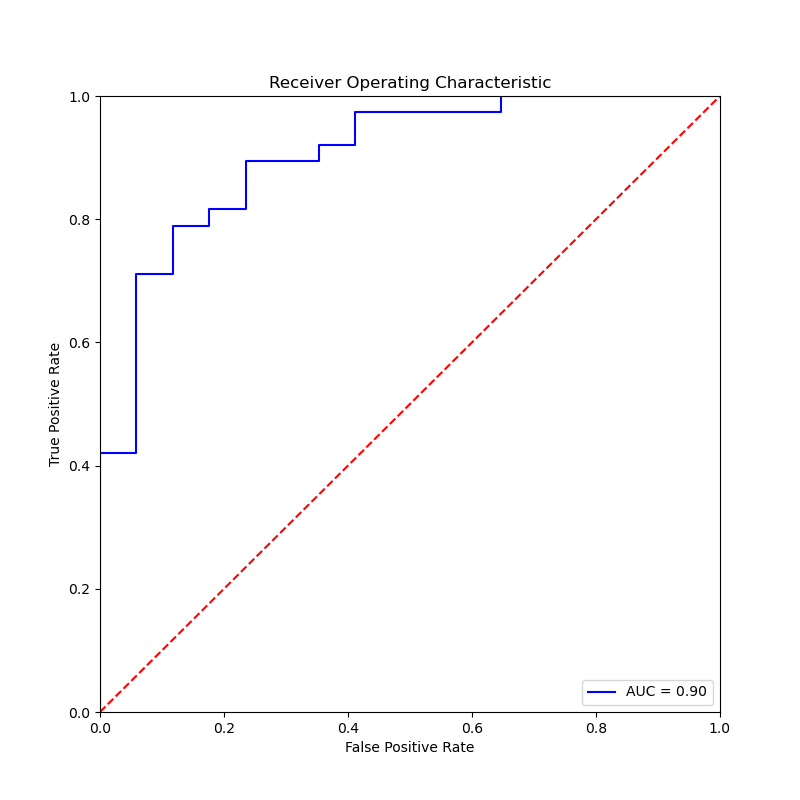 Receiver Operating Characteristic
1.0
0.8
0.6
0.4
0.2
0.0
True Positive Rate
AUC = 0.90
0.0 0.2 0.4 0.6 0.8 1.0
False Positive Rate